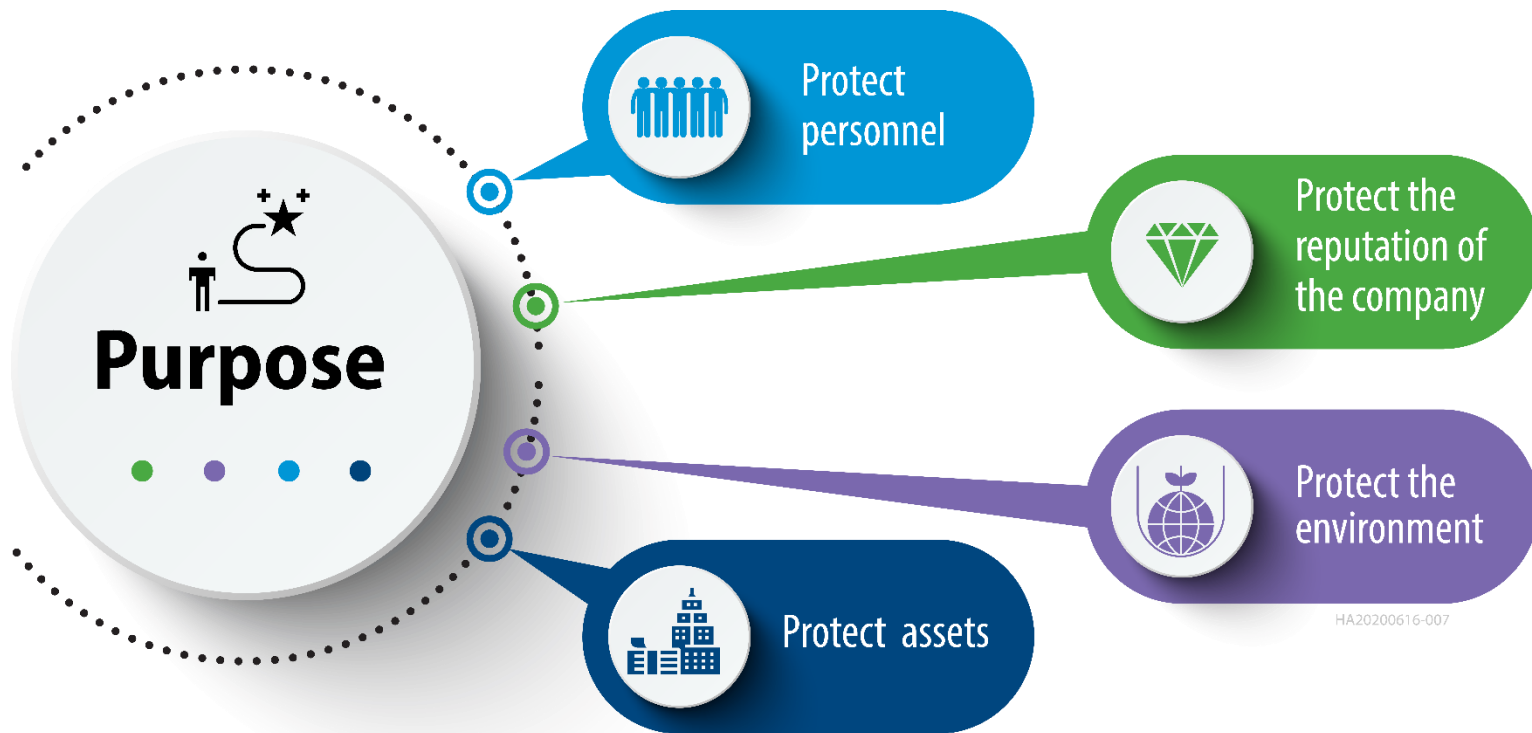 Purpose
Protect
personnel
Protect the
reputation of
the company
Protect the
environment
Protect assets
HA20200616-007